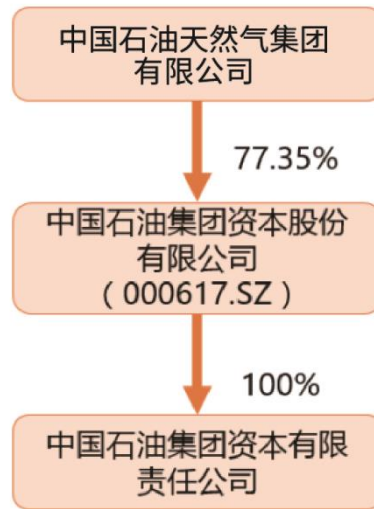 中国石油天然气集团
有限公司
77.35%
中国石油集团资本股份
有限公司
（000617.SZ）
100%
中国石油集团资本有限
责任公司